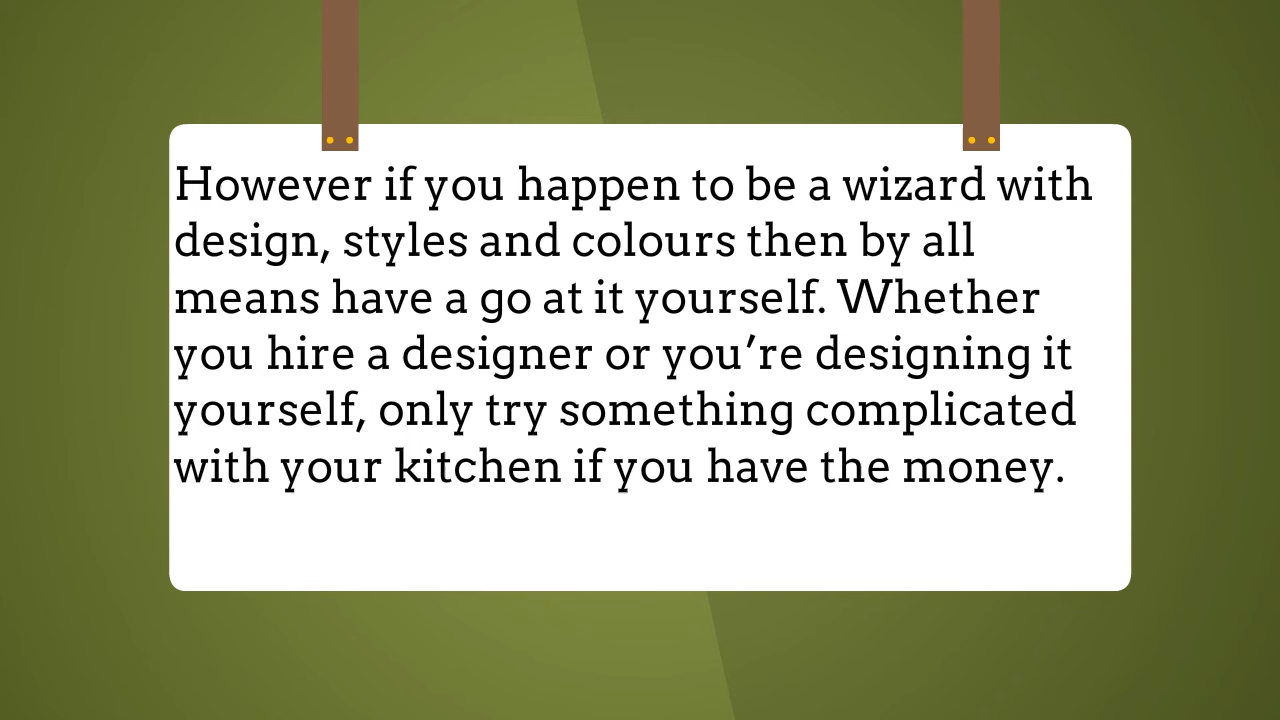 However if you happen to be a wizard with
design, styles and colours then by all
means have a go at it yourself. Whether
you hire a designer or you’re designing it
yourself, only try something complicated
with your kitchen if you have the money.